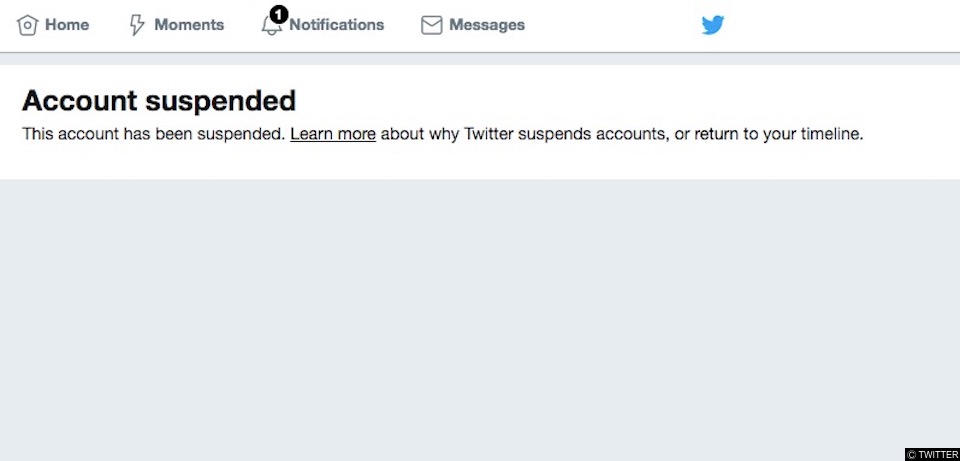 Home Moments 1 Notifications Messages
Account suspended
This account has been suspended. Learn more about why Twitter suspends accounts, or return to your timeline.
© TWITTER